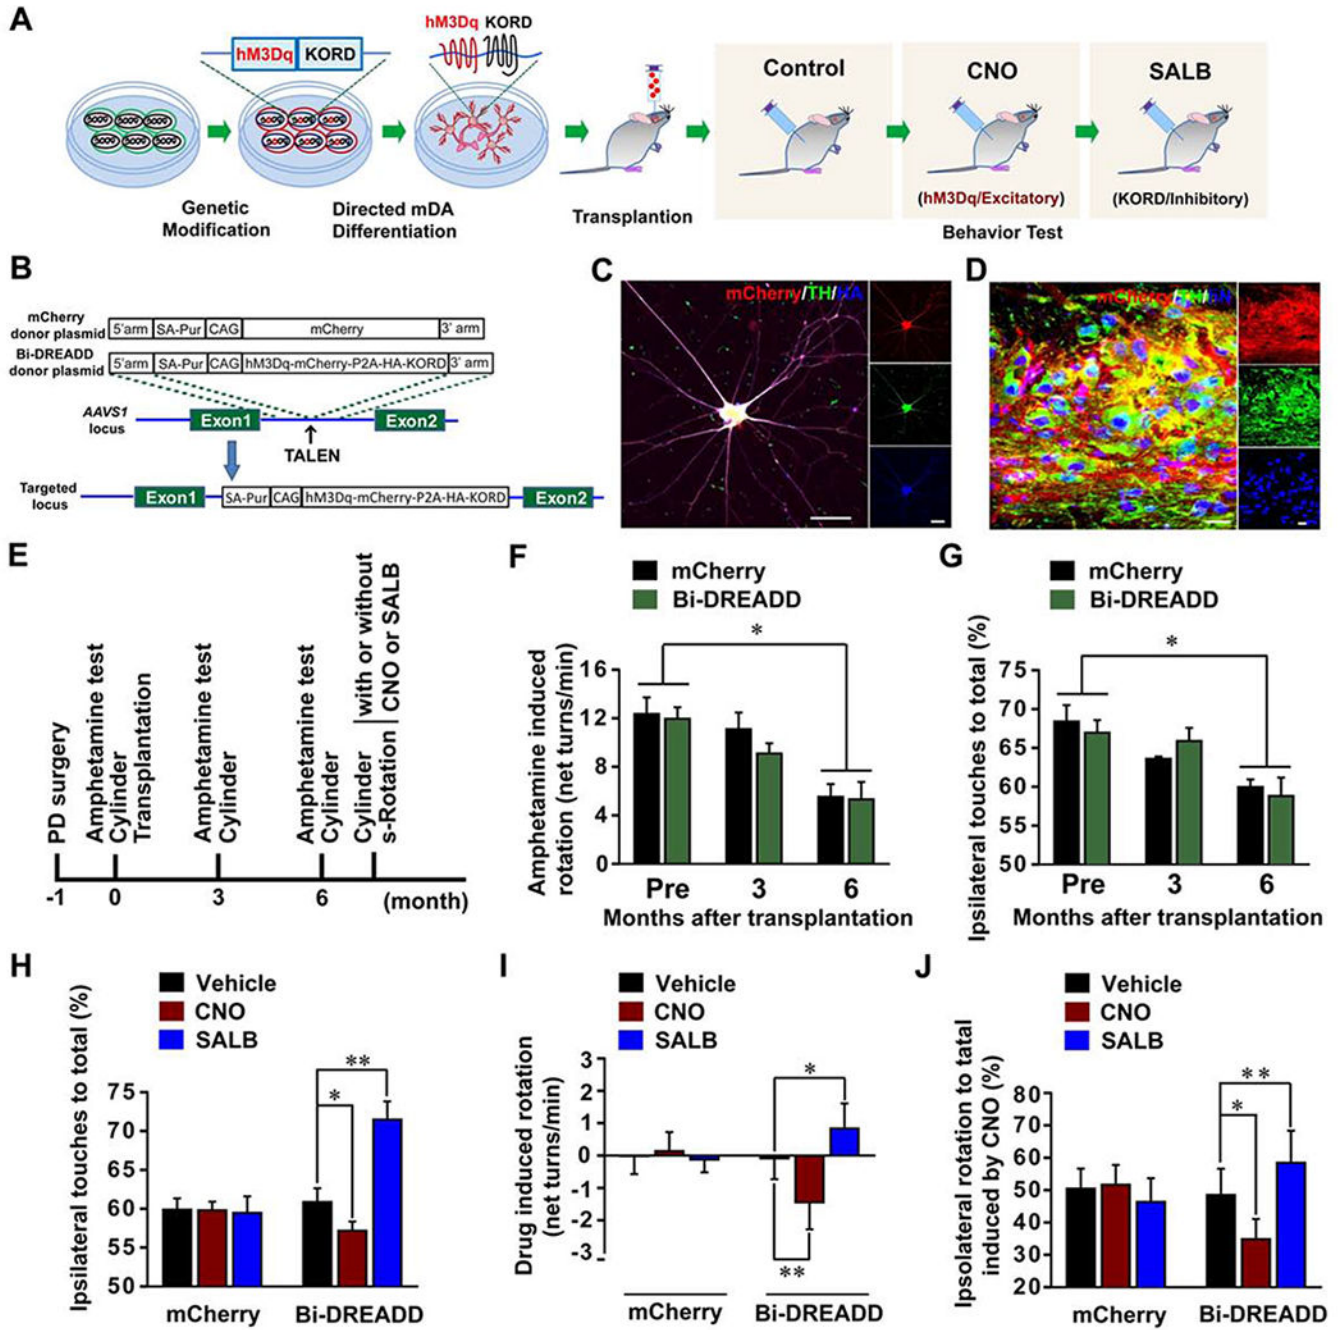 A
hM3Dq KORD
hM3Dq KORD
Control
CNO
SALB
(hM3Dq/Excitatory)
(KORD/Inhibitory)
Genetic
Modification
Directed mDA
Differentiation
Transplantion
Behavior Test
B
mCherry
donor plasmid
5'arm SA-Pur CAG mCherry 3' arm
Bi-DREADD
donor plasmid
5'arm SA-Pur CAG hM3Dq-mCherry-P2A-HA-KORD 3' arm
AAVS1
locus
Exon1 Exon2
TALEN
Targeted
locus
Exon1 SA-Pur CAG hM3Dq-mCherry-P2A-HA-KORD Exon2
C
mCherry/TH/HA
D
mCherry/TH/HN
E
PD surgery
Amphetamine test
Cylinder
Transplantation
Amphetamine test
Cylinder
Amphetamine test
Cylinder
Cylinder
s-Rotation
with or without
CNO or SALB
-1 0 3 6 (month)
F
mCherry
Bi-DREADD
*
Amphetamine induced
rotation (net turns/min)
16
12
8
4
0
Pre 3 6
Months after transplantation
G
mCherry
Bi-DREADD
*
Ipsilateral touches to total (%)
75
70
65
60
55
50
Pre 3 6
Months after transplantation
H
Vehicle
CNO
SALB
**
*
Ipsilateral touches to total (%)
75
70
65
60
55
50
mCherry Bi-DREADD
I
Vehicle
CNO
SALB
*
Drug induced rotation
(net turns/min)
3
2
1
0
-1
-2
-3
**
mCherry Bi-DREADD
J
Vehicle
CNO
SALB
**
*
Ipsolateral rotation to tatal
induced by CNO (%)
80
70
60
50
40
30
20
mCherry Bi-DREADD